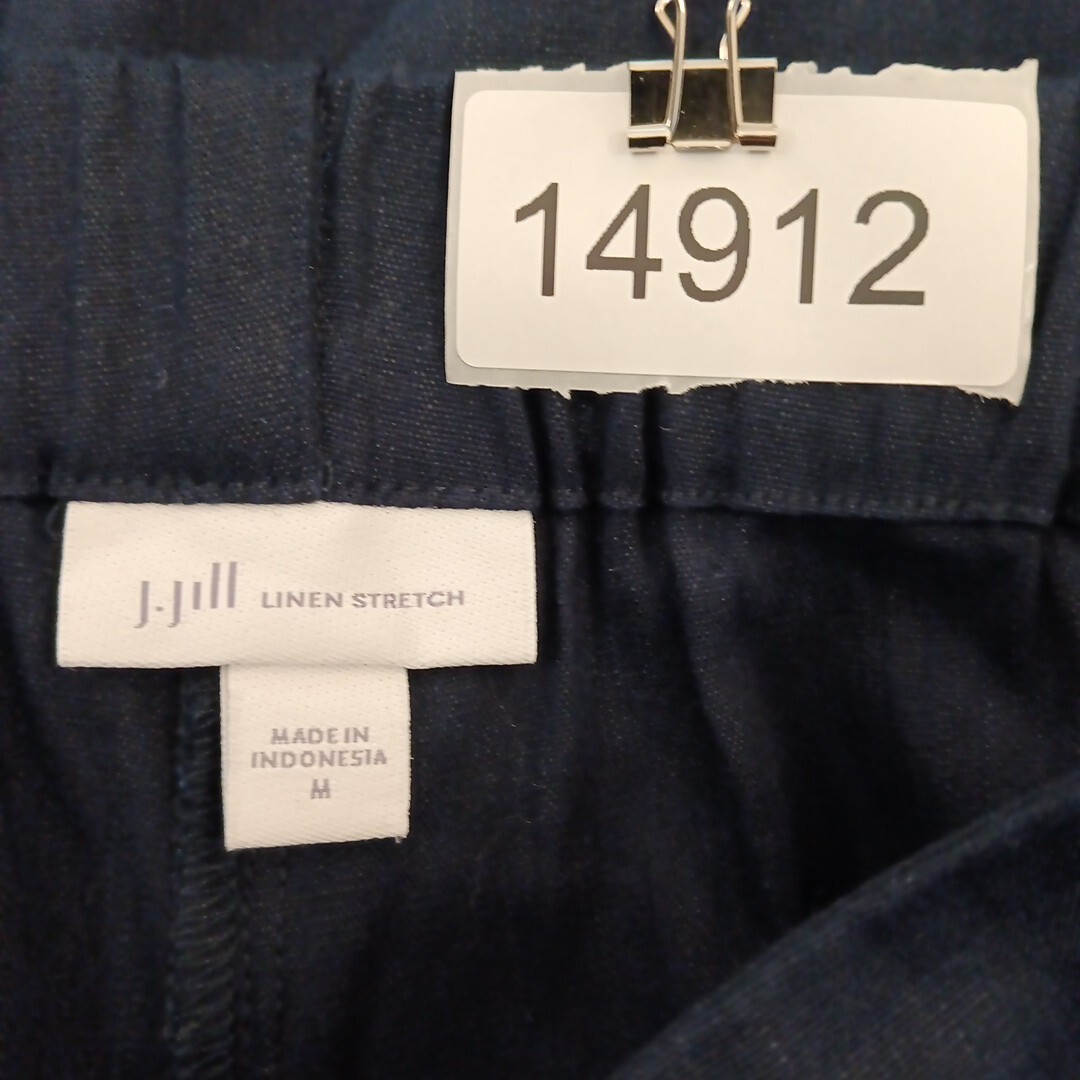 14912
J.Jill LINEN STRETCH
MADE IN
INDONESIA
M